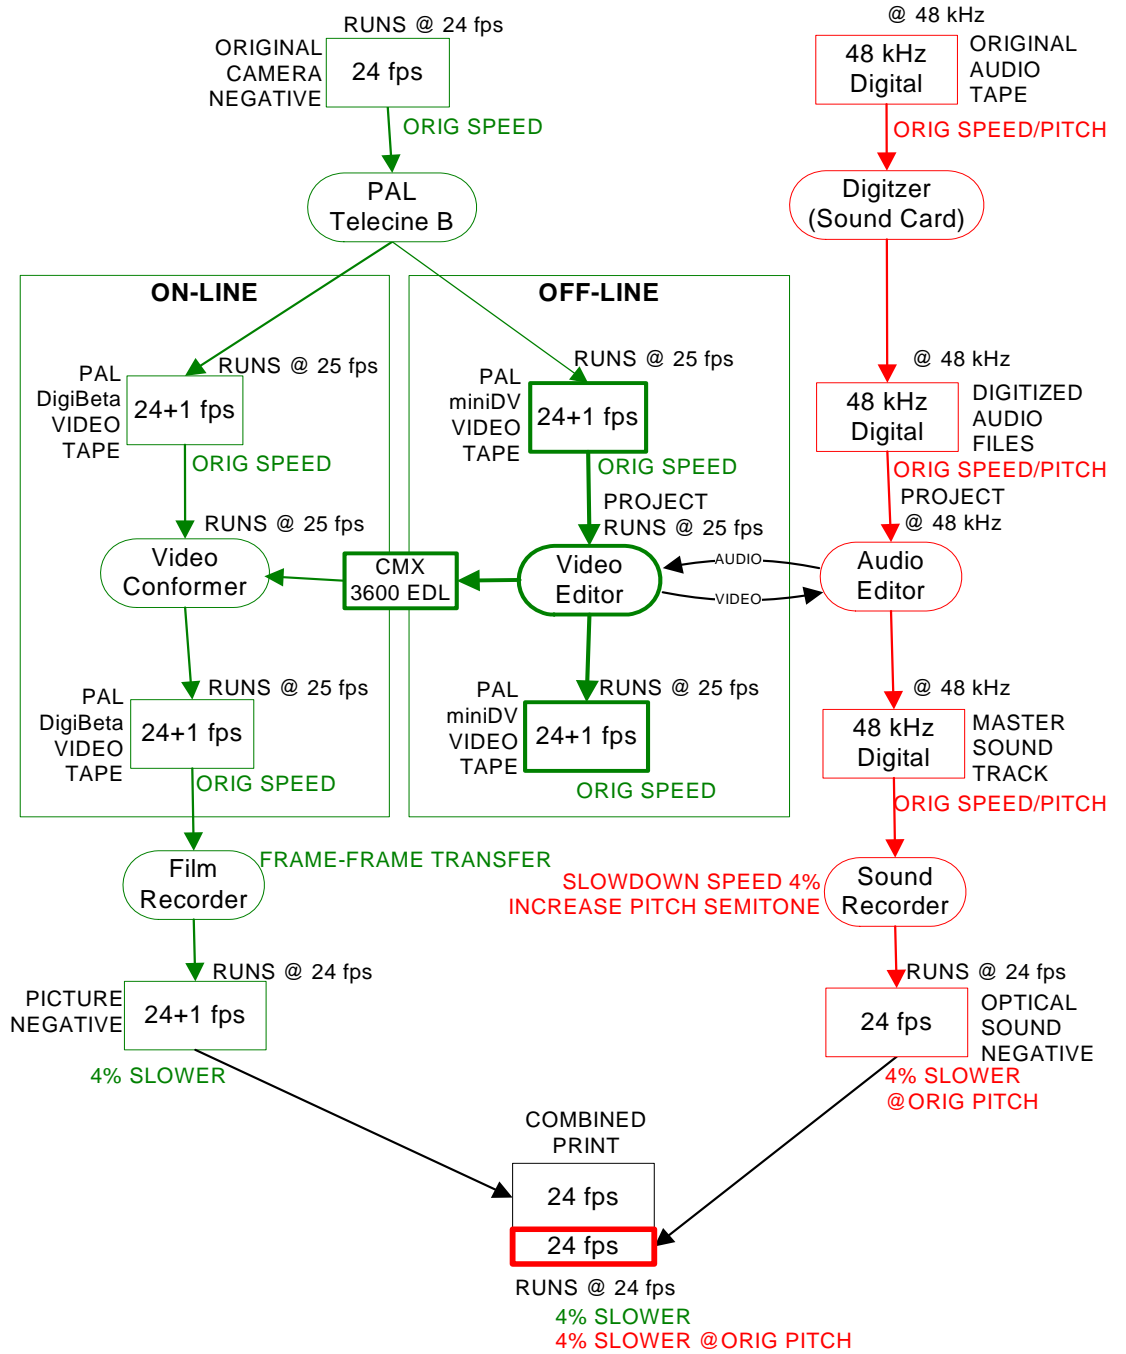 RUNS @ 24 fps
ORIGINAL
CAMERA
NEGATIVE
24 fps
ORIG SPEED
@ 48 kHz
48 kHz
Digital
ORIGINAL
AUDIO
TAPE
ORIG SPEED/PITCH
PAL
Telecine B
Digitzer
(Sound Card)
ON-LINE
OFF-LINE
RUNS @ 25 fps
PAL
DigiBeta
VIDEO
TAPE
24+1 fps
ORIG SPEED
RUNS @ 25 fps
PAL
miniDV
VIDEO
TAPE
24+1 fps
ORIG SPEED
@ 48 kHz
48 kHz
Digital
DIGITIZED
AUDIO
FILES
ORIG SPEED/PITCH
RUNS @ 25 fps
Video
Conformer
CMX
3600 EDL
PROJECT
RUNS @ 25 fps
Video
Editor
AUDIO
VIDEO
PROJECT
@ 48 kHz
Audio
Editor
RUNS @ 25 fps
PAL
DigiBeta
VIDEO
TAPE
24+1 fps
ORIG SPEED
RUNS @ 25 fps
PAL
miniDV
VIDEO
TAPE
24+1 fps
ORIG SPEED
@ 48 kHz
48 kHz
Digital
MASTER
SOUND
TRACK
ORIG SPEED/PITCH
Film
Recorder
FRAME-FRAME TRANSFER
SLOWDOWN SPEED 4%
INCREASE PITCH SEMITONE
Sound
Recorder
RUNS @ 24 fps
PICTURE
NEGATIVE
24+1 fps
4% SLOWER
RUNS @ 24 fps
24 fps
OPTICAL
SOUND
NEGATIVE
4% SLOWER
@ORIG PITCH
COMBINED
PRINT
24 fps
24 fps
RUNS @ 24 fps
4% SLOWER
4% SLOWER @ORIG PITCH